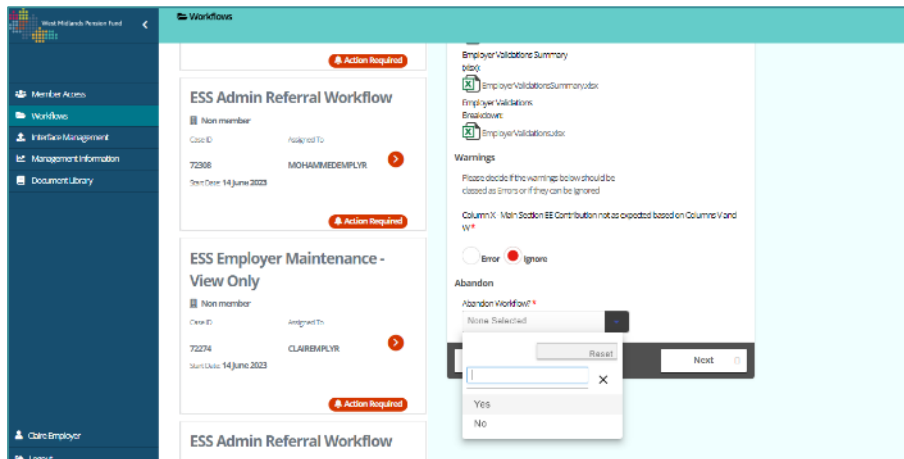 West Midlands Pension Fund
Workflows
Member Access
Workflows
Interface Management
Management Information
Document Library
Claire Employer
Logout
Action Required
ESS Admin Referral Workflow
Non member
Case ID
Assigned To
72308
MOHAMMEDEMPLYR
Start Date: 14 June 2023
Action Required
ESS Employer Maintenance -
View Only
Non member
Case ID
Assigned To
72274
CLAIREMPLYR
Start Date: 14 June 2023
Action Required
ESS Admin Referral Workflow
Employer Validations Summary
(xlsx):
EmployerValidationsSummary.xlsx
Employer Validations
Breakdown:
EmployerValidations.xlsx
Warnings
Please decide if the warnings below should be
classed as Errors or if they can be ignored
Column X - Main Section EE Contribution not as expected based on Columns V and
W *
Error Ignore
Abandon
Abandon Workflow? *
None Selected
Reset
Yes
No
Next